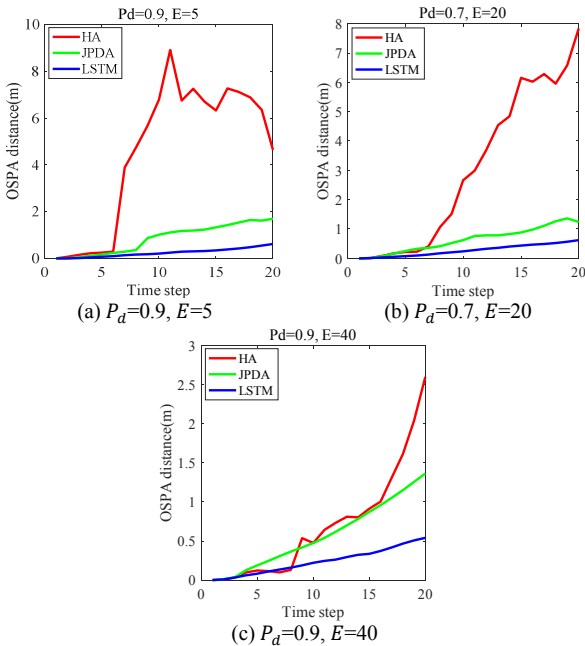 Pd=0.9, E=5
HA
JPDA
LSTM
OSPA distance(m)
10
8
6
4
2
0
0
5
10
15
20
Time step
(a) P_d=0.9, E=5
Pd=0.7, E=20
HA
JPDA
LSTM
OSPA distance(m)
8
7
6
5
4
3
2
1
0
0
5
10
15
20
Time step
(b) P_d=0.7, E=20
Pd=0.9, E=40
HA
JPDA
LSTM
OSPA distance(m)
3
2.5
2
1.5
1
0.5
0
0
5
10
15
20
Time step
(c) P_d=0.9, E=40